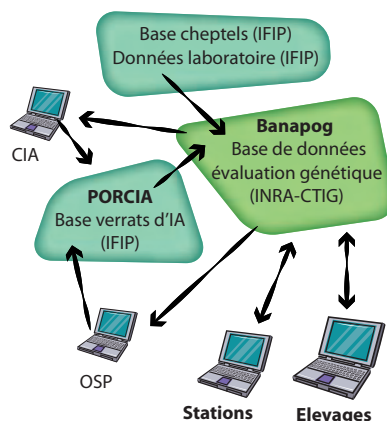 Base cheptels (IFIP)
Données laboratoire (IFIP)
CIA
Banapog
Base de données
évaluation génétique
(INRA-CTIG)
PORCIA
Base verrats d'IA
(IFIP)
OSP
Stations
Elevages